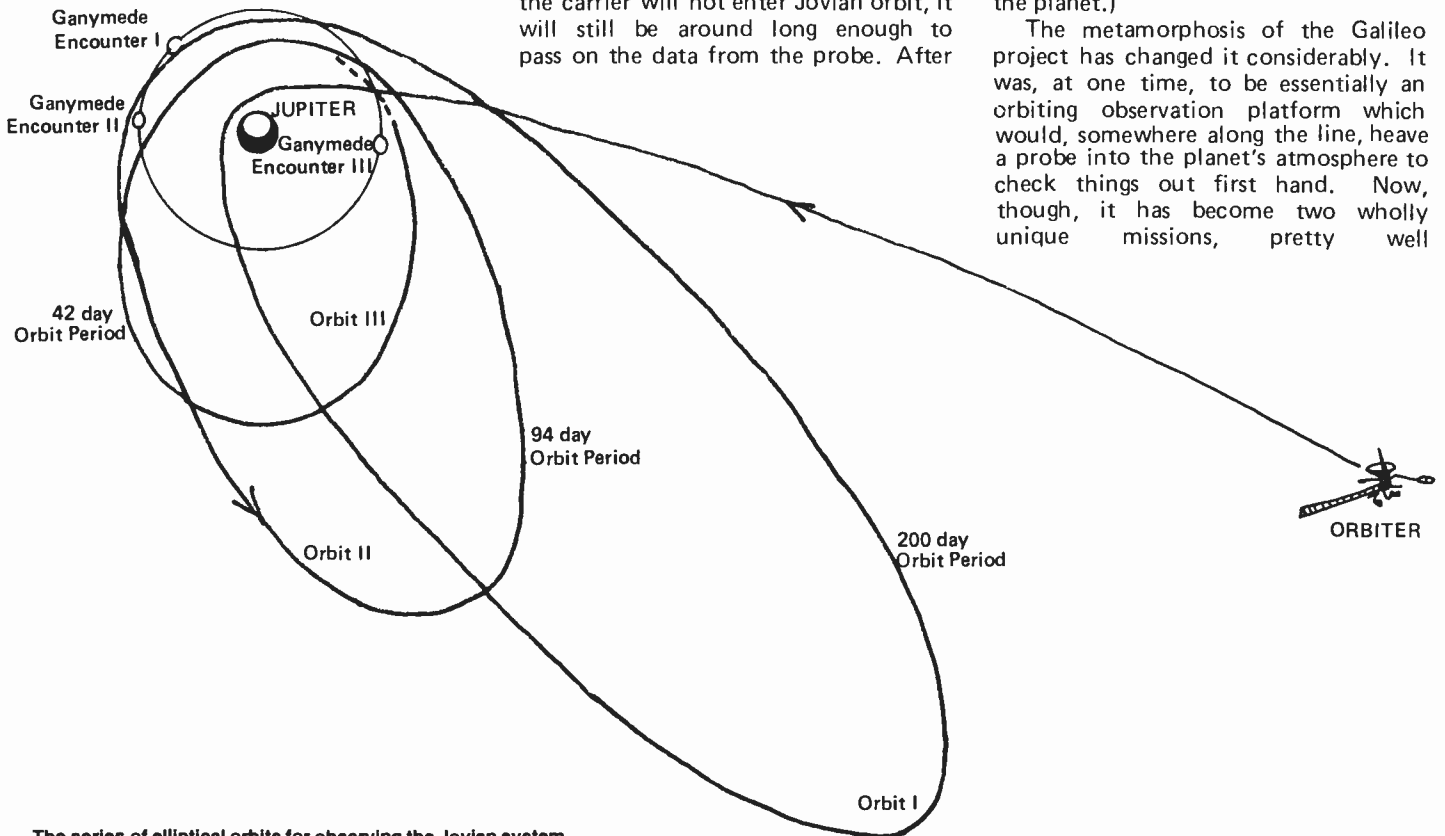 the carrier will not enter Jovian orbit, it
will still be around long enough to
pass on the data from the probe. After
the planet.)
The metamorphosis of the Galileo
project has changed it considerably. It
was, at one time, to be essentially an
orbiting observation platform which
would, somewhere along the line, heave
a probe into the planet's atmosphere to
check things out first hand. Now,
though, it has become two wholly
unique missions, pretty well
Ganymede
Encounter I
Ganymede
Encounter II
JUPITER
Ganymede
Encounter III
42 day
Orbit Period
Orbit III
94 day
Orbit Period
Orbit II
200 day
Orbit Period
ORBITER
Orbit I
The series of elliptical orbits for observing the Jovian system